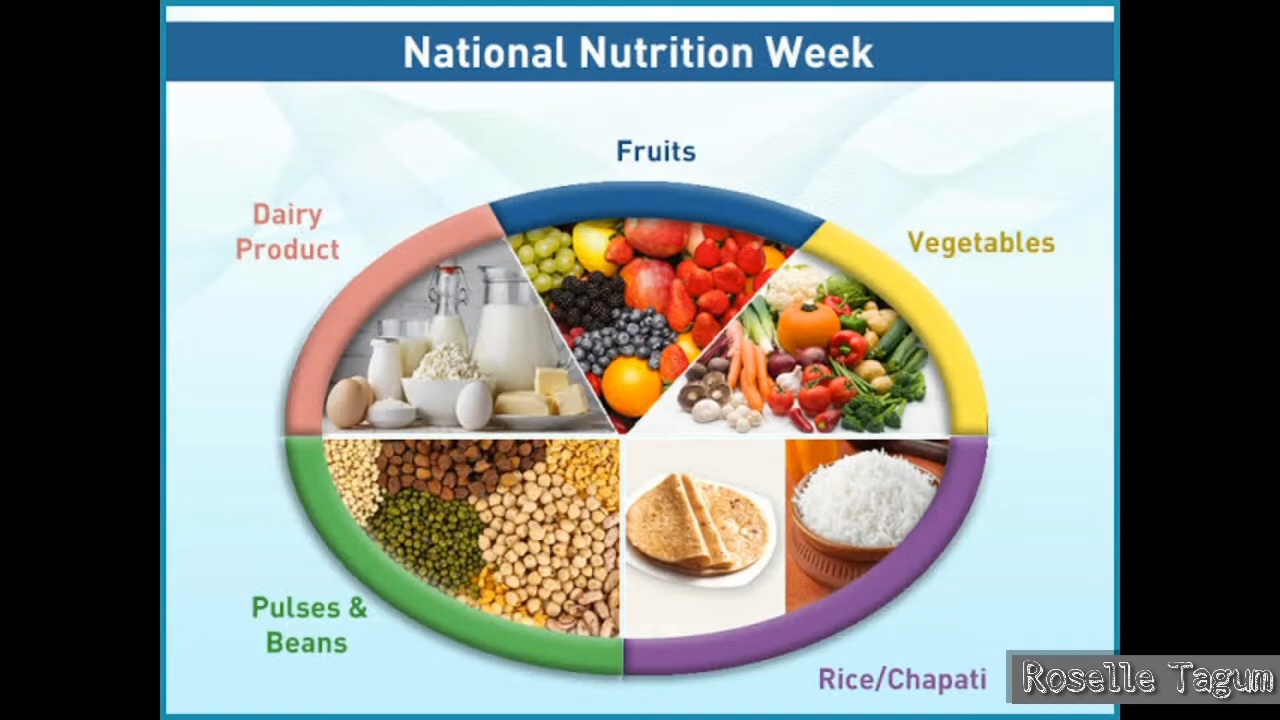 National Nutrition Week
Fruits
Dairy
Product
Vegetables
Pulses &
Beans
Rice/Chapati
Roselle Tagum